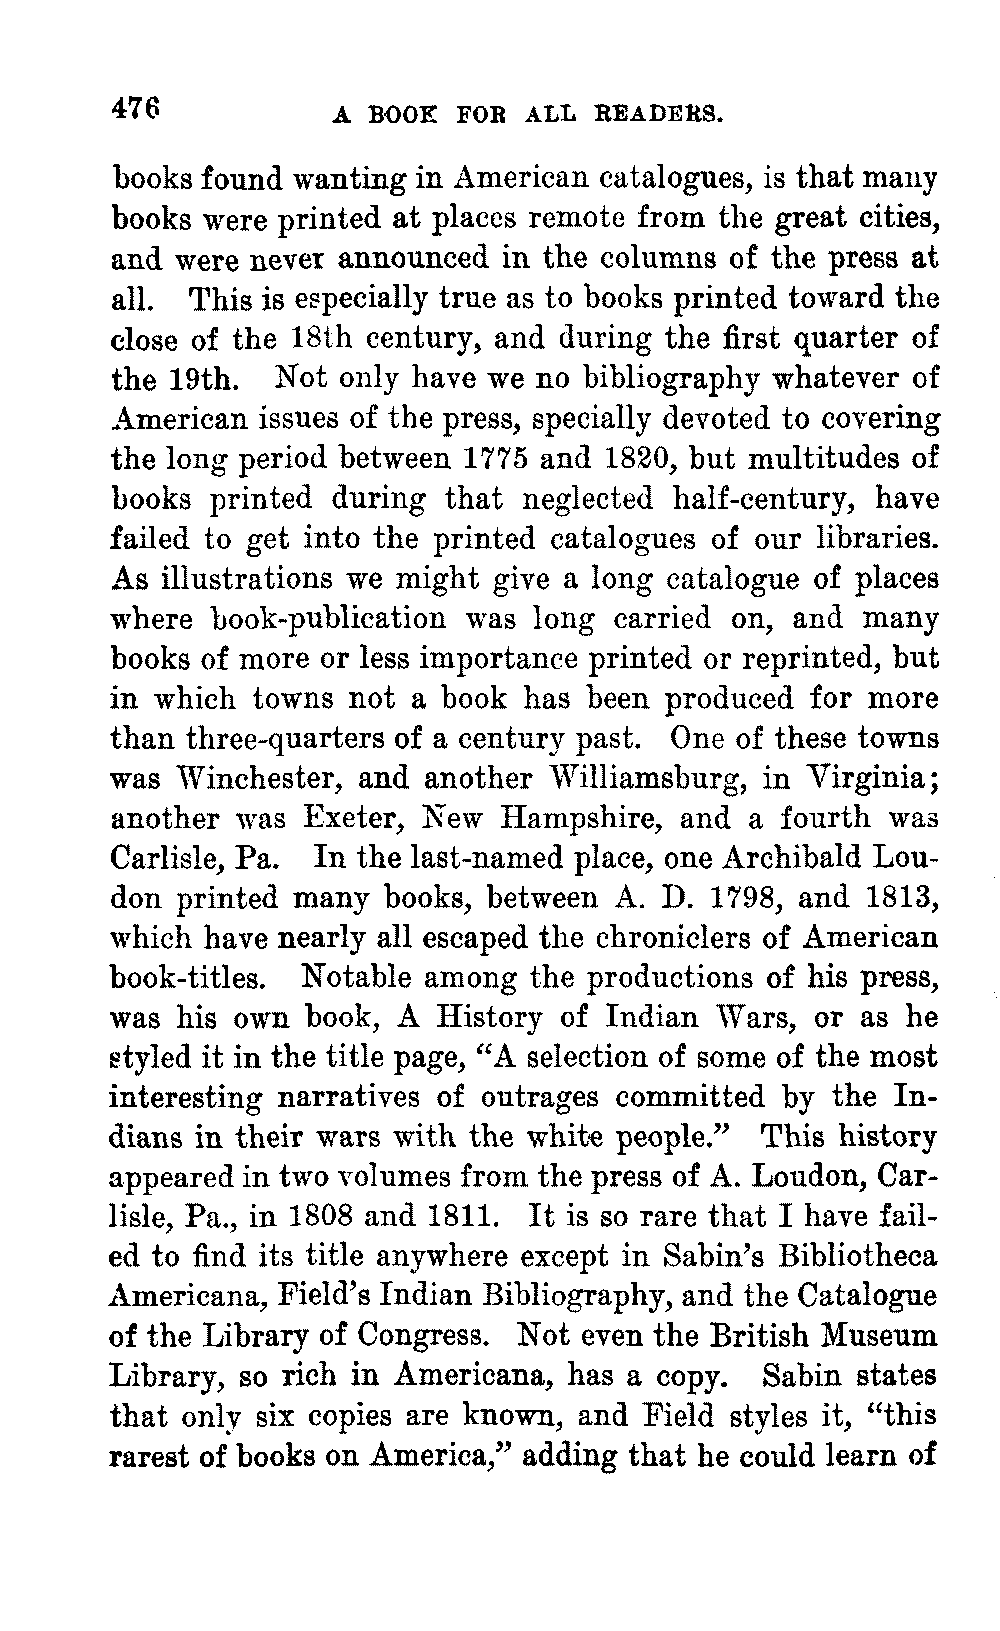 476 A BOOK FOR ALL READERS.
books found wanting in American catalogues, is that many
books were printed at places remote from the great cities,
and were never announced in the columns of the press at
all. This is especially true as to books printed toward the
close of the 18th century, and during the first quarter of
the 19th. Not only have we no bibliography whatever of
American issues of the press, specially devoted to covering
the long period between 1775 and 1820, but multitudes of
books printed during that neglected half-century, have
failed to get into the printed catalogues of our libraries.
As illustrations we might give a long catalogue of places
where book-publication was long carried on, and many
books of more or less importance printed or reprinted, but
in which towns not a book has been produced for more
than three-quarters of a century past. One of these towns
was Winchester, and another Williamsburg, in Virginia;
another was Exeter, New Hampshire, and a fourth was
Carlisle, Pa. In the last-named place, one Archibald Lou-
don printed many books, between A. D. 1798, and 1813,
which have nearly all escaped the chroniclers of American
book-titles. Notable among the productions of his press,
was his own book, A History of Indian Wars, or as he
styled it in the title page, “A selection of some of the most
interesting narratives of outrages committed by the In-
dians in their wars with the white people.” This history
appeared in two volumes from the press of A. Loudon, Car-
lisle, Pa., in 1808 and 1811. It is so rare that I have fail-
ed to find its title anywhere except in Sabin’s Bibliotheca
Americana, Field’s Indian Bibliography, and the Catalogue
of the Library of Congress. Not even the British Museum
Library, so rich in Americana, has a copy. Sabin states
that only six copies are known, and Field styles it, “this
rarest of books on America,” adding that he could learn of